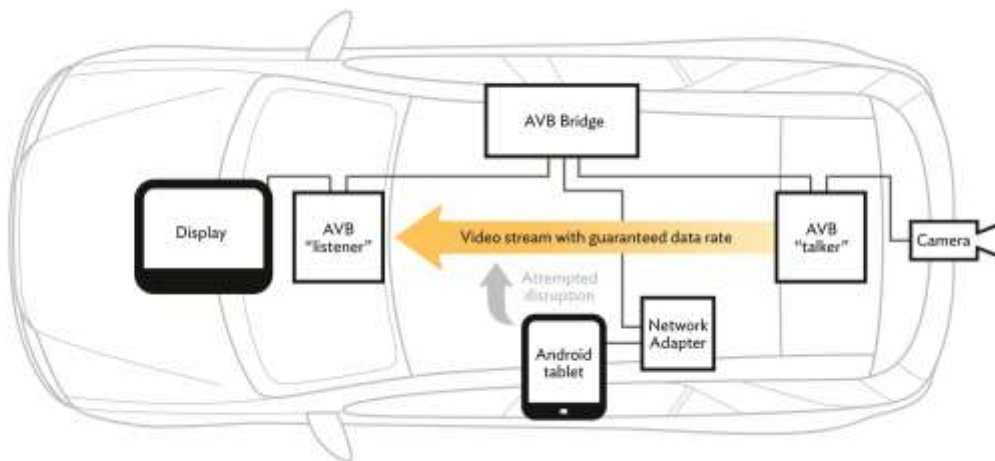 AVB Bridge
Display
AVB
"listener"
Video stream with guaranteed data rate
AVB
"talker"
Camera
Attempted
disruption
Android
tablet
Network
Adapter